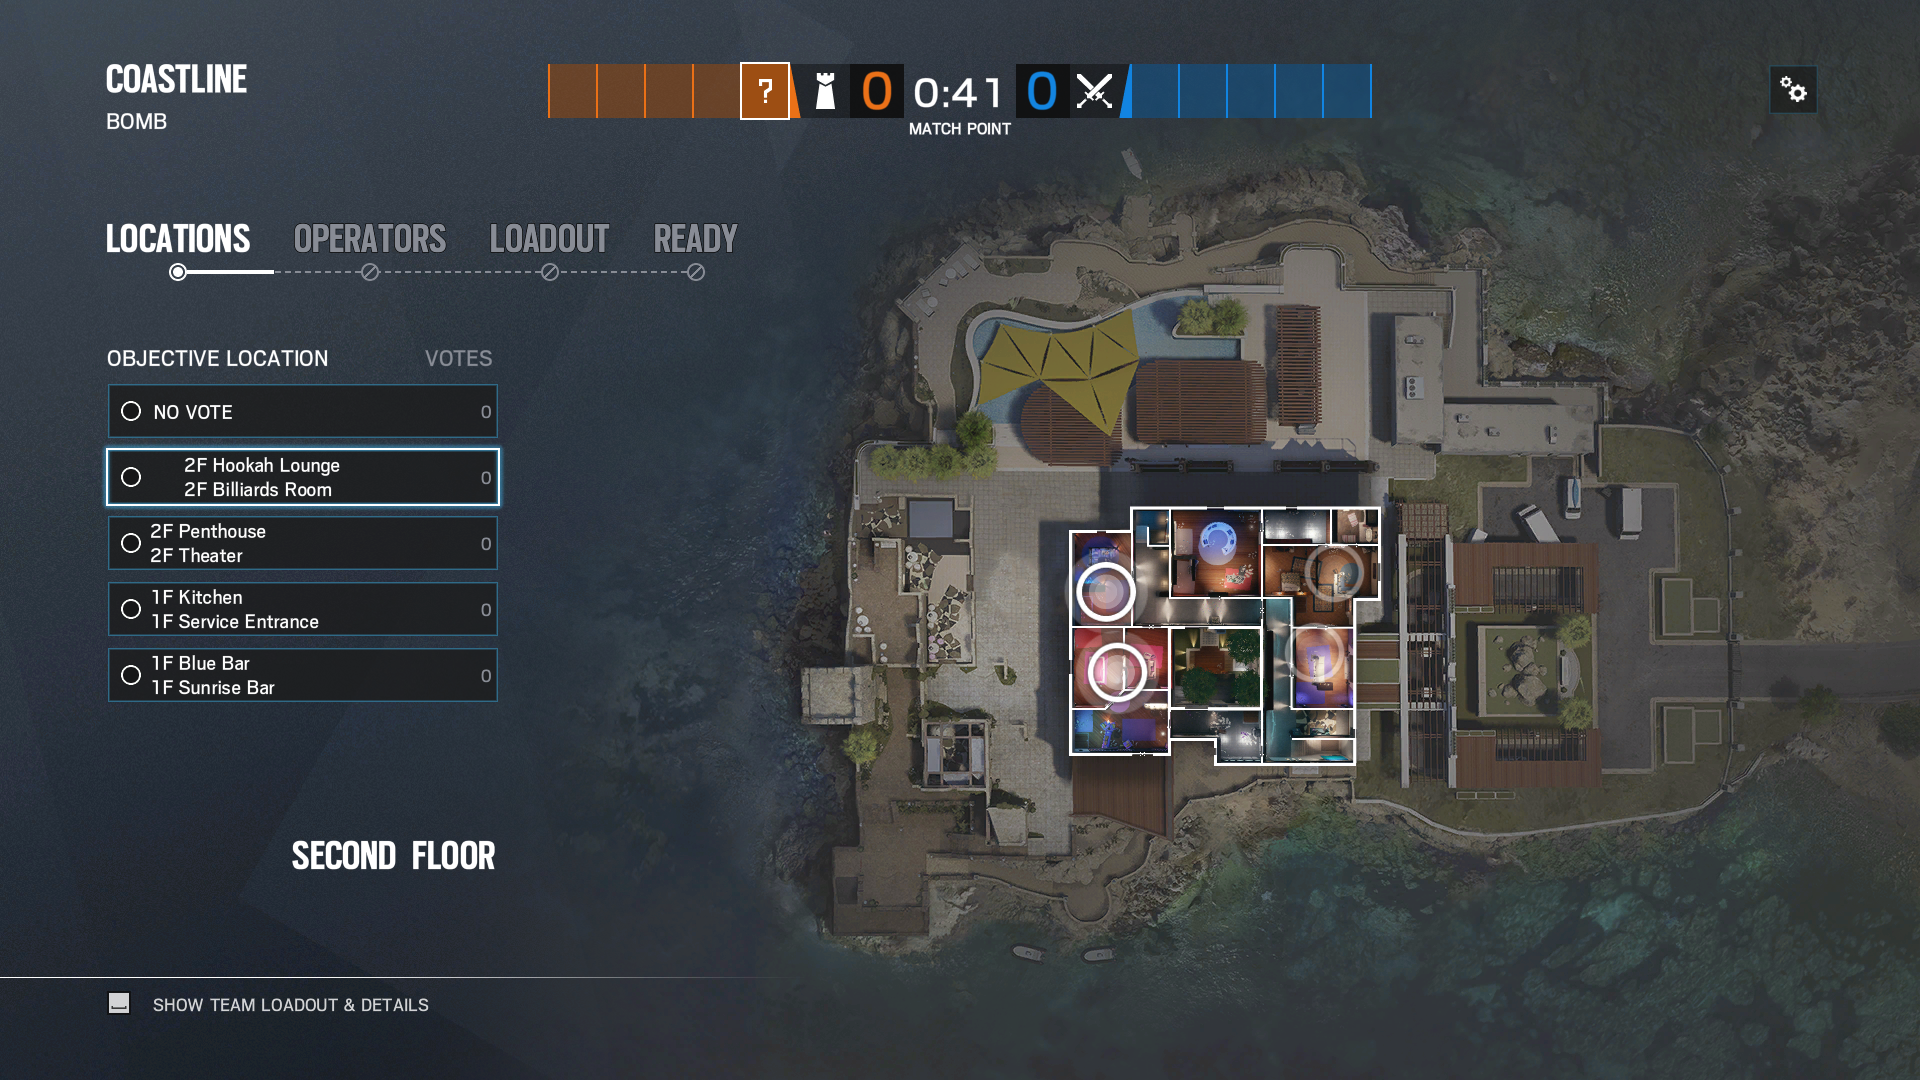 COASTLINE
BOMB
?
0
0:41
0
MATCH POINT
LOCATIONS
OPERATORS
LOADOUT
READY
OBJECTIVE LOCATION
VOTES
NO VOTE
0
2F Hookah Lounge
2F Billiards Room
0
2F Penthouse
2F Theater
0
1F Kitchen
1F Service Entrance
0
1F Blue Bar
1F Sunrise Bar
0
SECOND FLOOR
SHOW TEAM LOADOUT & DETAILS